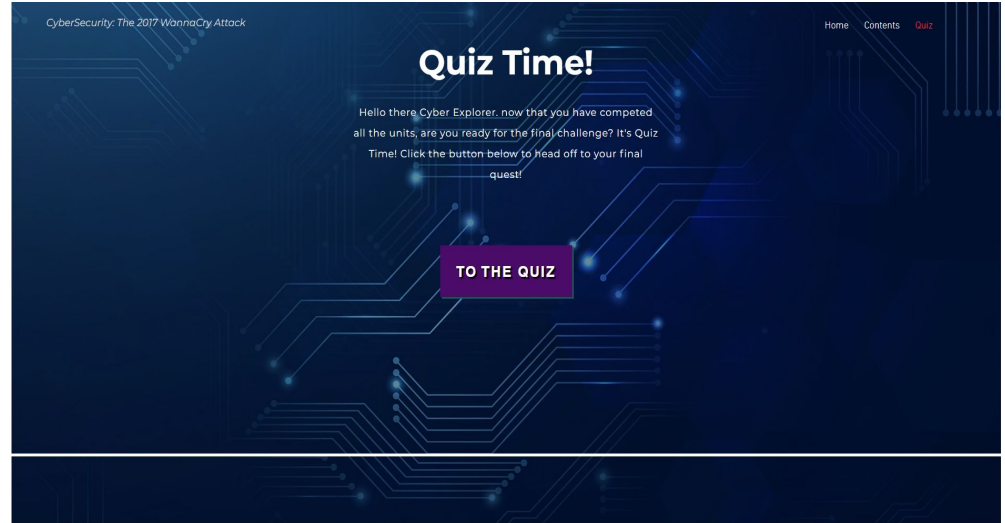 CyberSecurity: The 2017 WannaCry Attack
Home Contents Quiz
Quiz Time!
Hello there Cyber Explorer. now that you have competed
all the units, are you ready for the final challenge? It's Quiz
Time! Click the button below to head off to your final
quest!
TO THE QUIZ